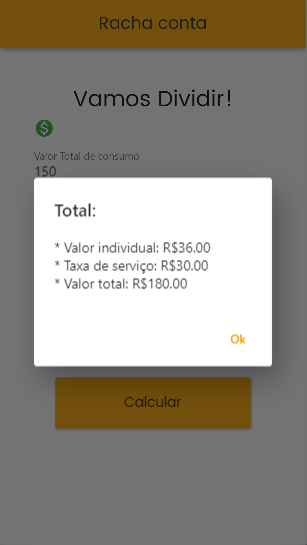 Racha conta
Vamos Dividir!
Valor Total de consumo
150
Total:
* Valor individual: R$36.00
* Taxa de serviço: R$30.00
* Valor total: R$180.00
Ok
Calcular